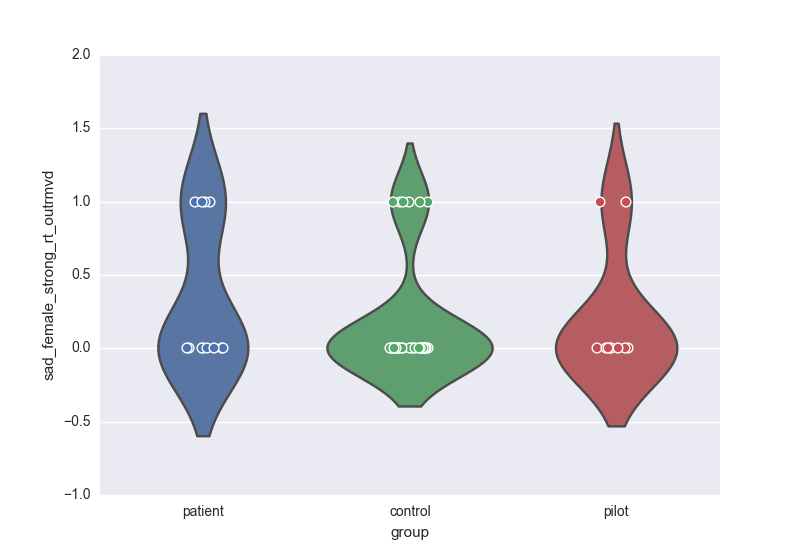 2.0
1.5
1.0
0.5
0.0
−0.5
−1.0
sad_female_strong_rt_outrmvd
patient
control
pilot
group